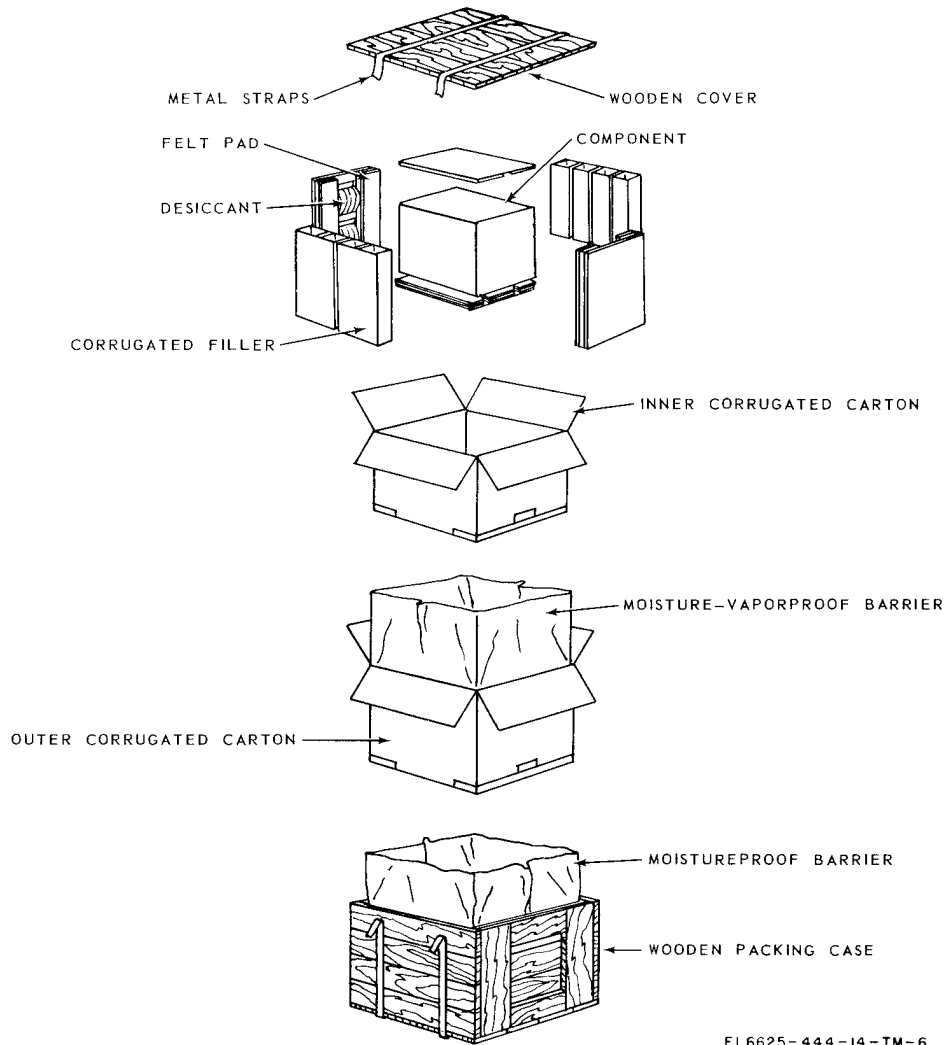 METAL STRAPS
WOODEN COVER
FELT PAD
COMPONENT
DESICCANT
CORRUGATED FILLER
INNER CORRUGATED CARTON
MOISTURE-VAPORPROOF BARRIER
OUTER CORRUGATED CARTON
MOISTUREPROOF BARRIER
WOODEN PACKING CASE
EL6625-444-14-TM-6